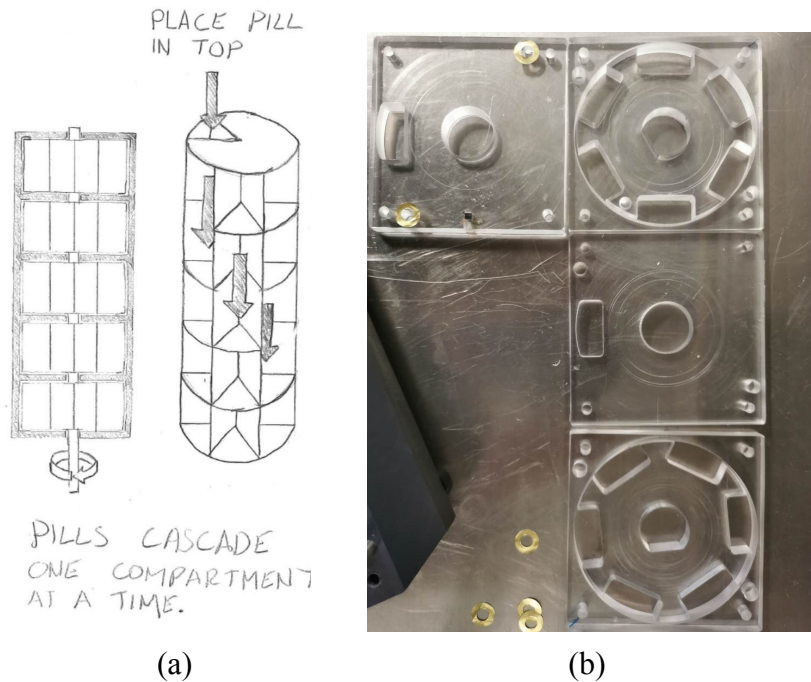 PLACE PILL
IN TOP
PILLS CASCADE
ONE COMPARTMENT
AT A TIME.
(a)
(b)